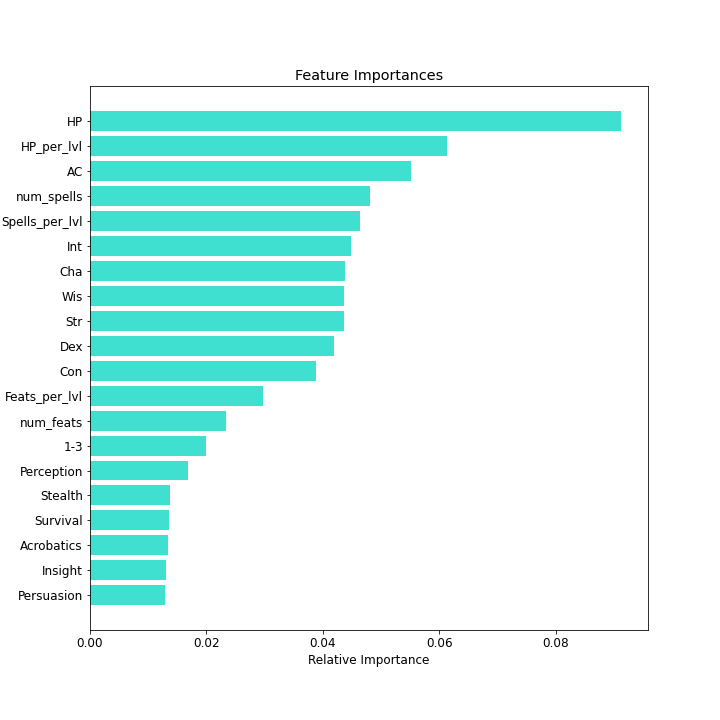 Feature Importances
HP
HP_per_lvl
AC
num_spells
Spells_per_lvl
Int
Cha
Wis
Str
Dex
Con
Feats_per_lvl
num_feats
1-3
Perception
Stealth
Survival
Acrobatics
Insight
Persuasion
0.00 0.02 0.04 0.06 0.08
Relative Importance